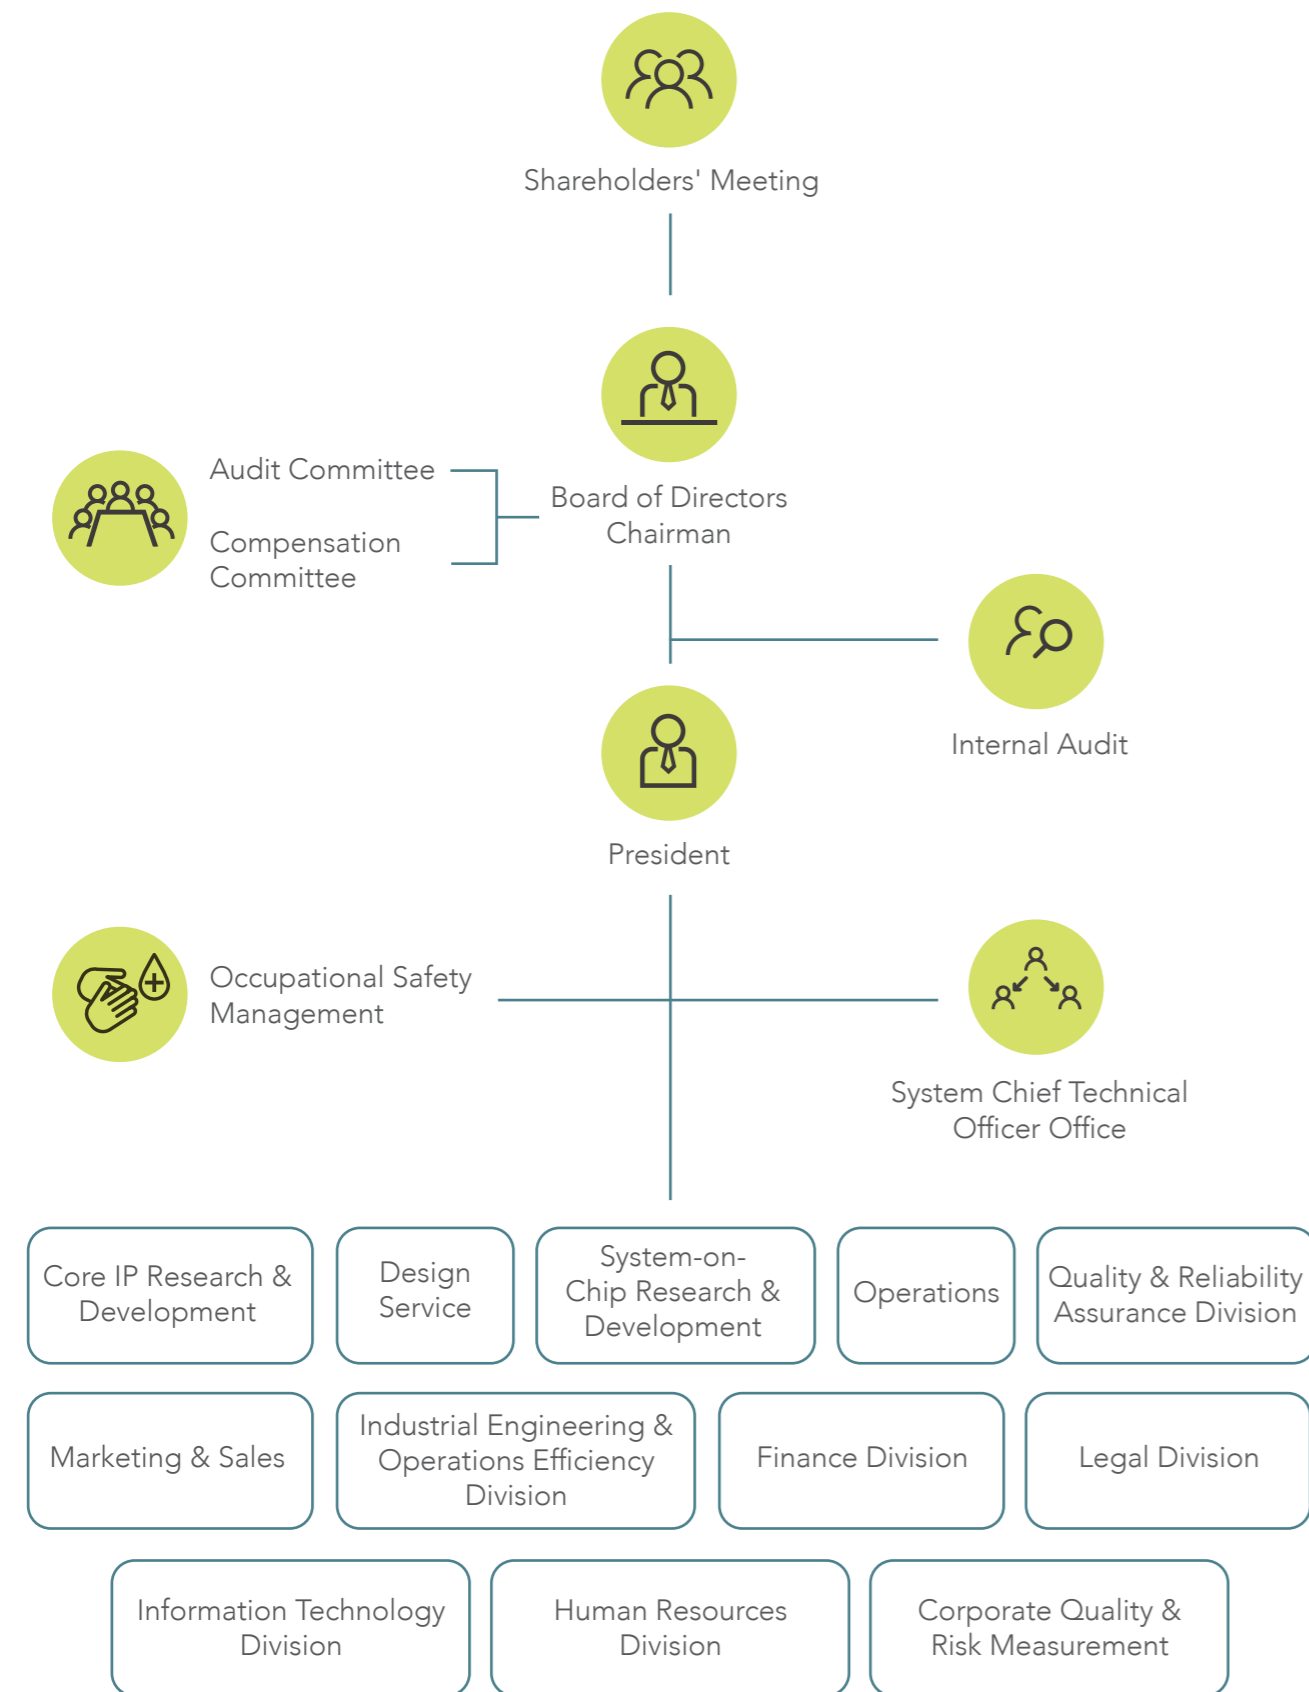 Shareholders' Meeting
Audit Committee
Compensation
Committee
Board of Directors
Chairman
Internal Audit
President
Occupational Safety
Management
System Chief Technical
Officer Office
Core IP Research &
Development
Design
Service
System-on-
Chip Research &
Development
Operations
Quality & Reliability
Assurance Division
Marketing & Sales
Industrial Engineering &
Operations Efficiency
Division
Finance Division
Legal Division
Information Technology
Division
Human Resources
Division
Corporate Quality &
Risk Measurement